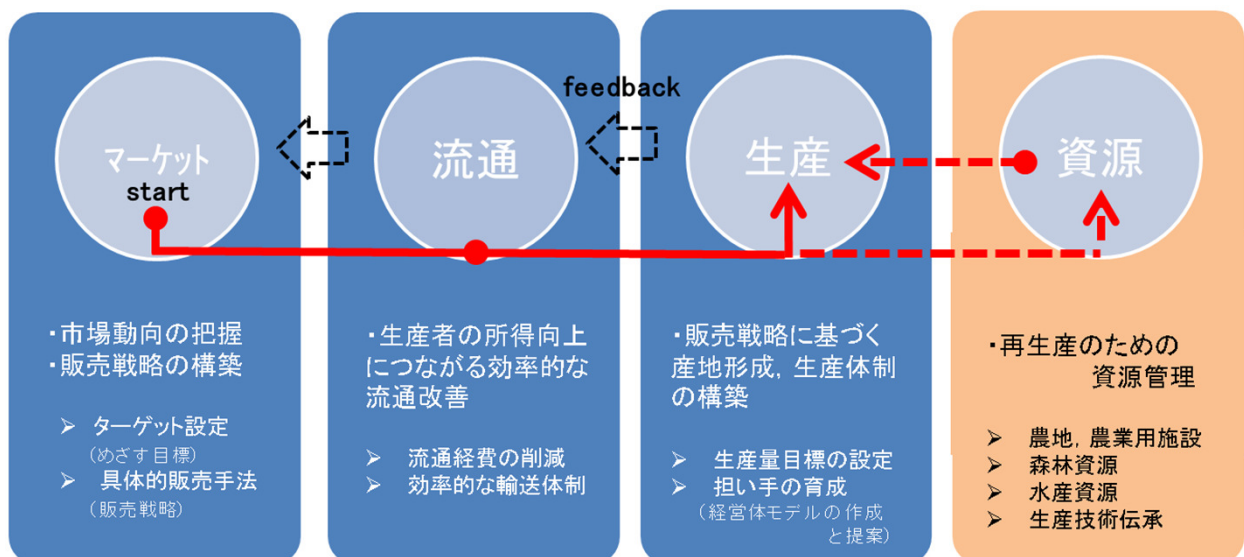 feedback
マーケット
start
流通
生産
資源
・市場動向の把握
・販売戦略の構築
➢ ターゲット設定
(めざす目標)
➢ 具体的販売手法
(販売戦略)
・生産者の所得向上
につながる効率的な
流通改善
➢ 流通経費の削減
➢ 効率的な輸送体制
・販売戦略に基づく
産地形成，生産体制
の構築
➢ 生産量目標の設定
➢ 担い手の育成
(経営体モデルの作成
と提案)
・再生産のための
資源管理
➢ 農地，農業用施設
➢ 森林資源
➢ 水産資源
➢ 生産技術伝承